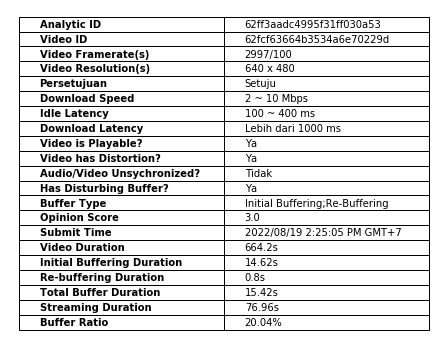 Analytic ID 62ff3aadc4995f31ff030a53
Video ID 62fcf63664b3534a6e70229d
Video Framerate(s) 2997/100
Video Resolution(s) 640 x 480
Persetujuan Setuju
Download Speed 2 ~ 10 Mbps
Idle Latency 100 ~ 400 ms
Download Latency Lebih dari 1000 ms
Video is Playable? Ya
Video has Distortion? Ya
Audio/Video Unsychronized? Tidak
Has Disturbing Buffer? Ya
Buffer Type Initial Buffering;Re-Buffering
Opinion Score 3.0
Submit Time 2022/08/19 2:25:05 PM GMT+7
Video Duration 664.2s
Initial Buffering Duration 14.62s
Re-buffering Duration 0.8s
Total Buffer Duration 15.42s
Streaming Duration 76.96s
Buffer Ratio 20.04%